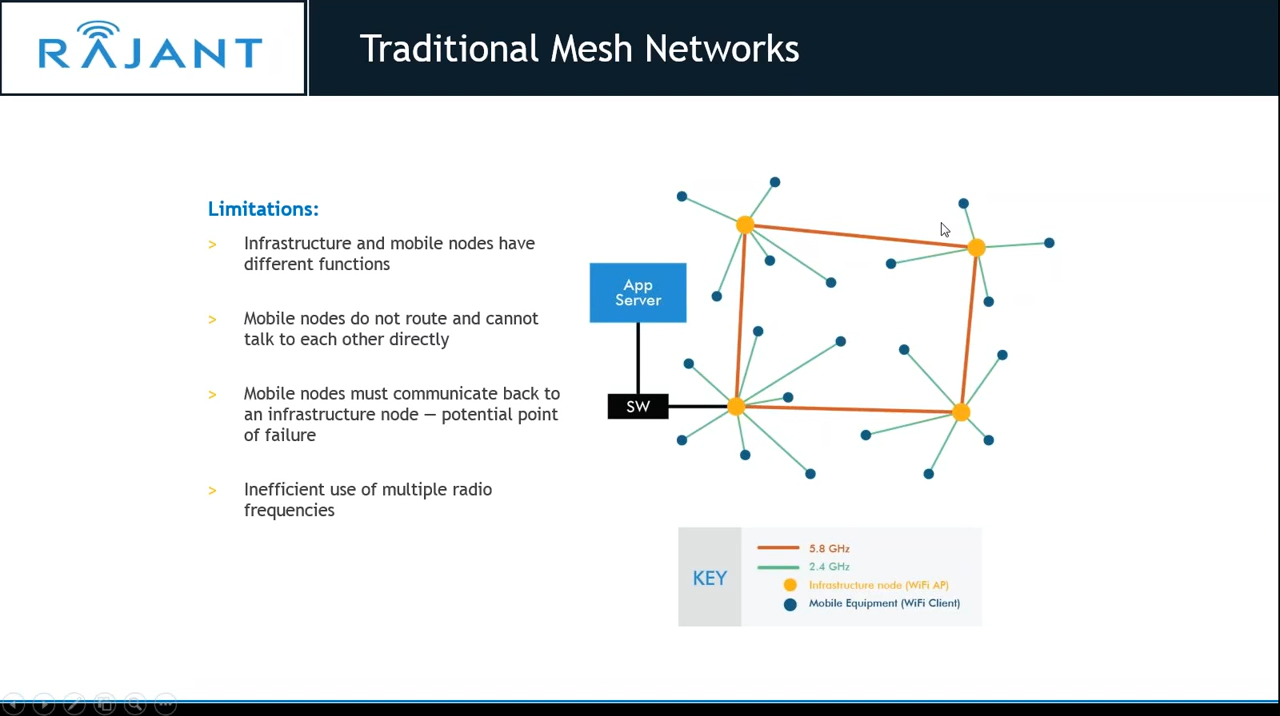 RAJANT
Traditional Mesh Networks
Limitations:
> Infrastructure and mobile nodes have
different functions
> Mobile nodes do not route and cannot
talk to each other directly
> Mobile nodes must communicate back to
an infrastructure node — potential point
of failure
> Inefficient use of multiple radio
frequencies
App
Server
SW
KEY
5.8 GHz
2.4 GHz
Infrastructure node (WiFi AP)
Mobile Equipment (WiFi Client)